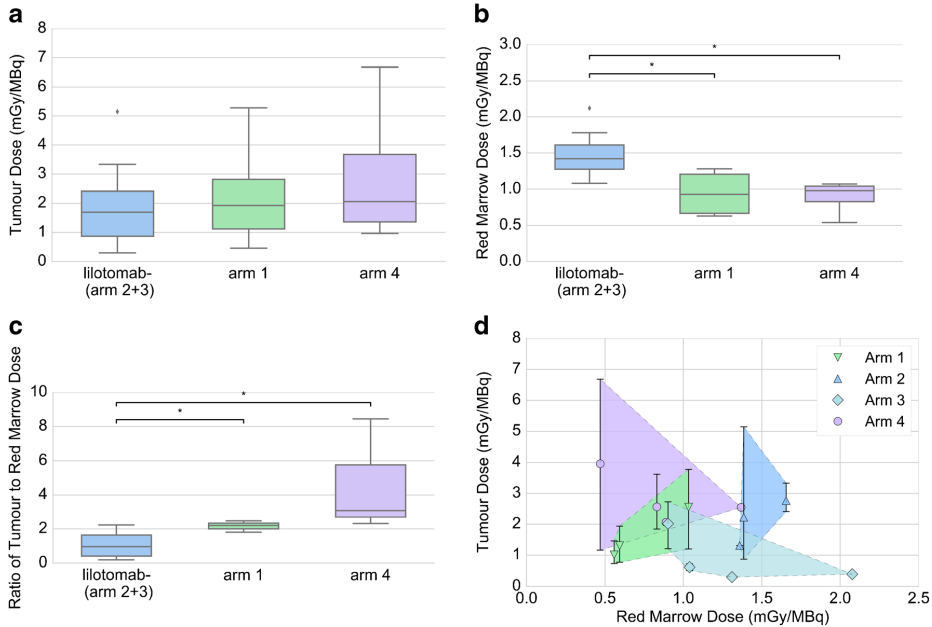 a
Tumour Dose (mGy/MBq)
8
7
6
5
4
3
2
1
0
lilotomab-
(arm 2+3)
arm 1
arm 4
b
Red Marrow Dose (mGy/MBq)
3.0
2.5
2.0
1.5
1.0
0.5
0.0
*
*
lilotomab-
(arm 2+3)
arm 1
arm 4
c
Ratio of Tumour to Red Marrow Dose
10
8
6
4
2
0
*
*
lilotomab-
(arm 2+3)
arm 1
arm 4
d
Tumour Dose (mGy/MBq)
8
7
6
5
4
3
2
1
0
Arm 1
Arm 2
Arm 3
Arm 4
0.0 0.5 1.0 1.5 2.0 2.5
Red Marrow Dose (mGy/MBq)